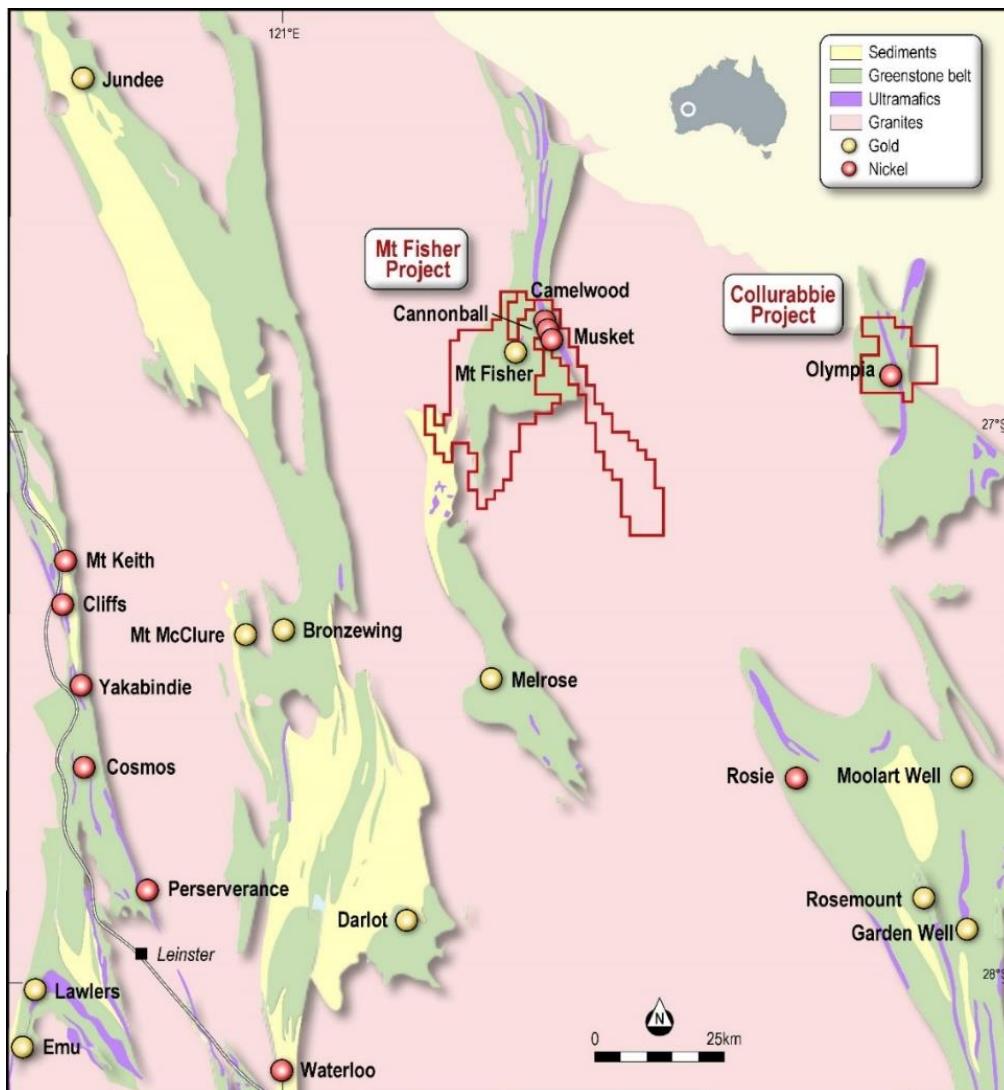 121°E
Sediments
Greenstone belt
Ultramafics
Granites
Gold
Nickel
Jundee
Mt Fisher
Project
Camelwood
Cannonball
Musket
Mt Fisher
Collurabbie
Project
Olympia
27°S
Mt Keith
Cliffs
Mt McClure
Bronzewing
Yakabindie
Melrose
Cosmos
Rosie
Moolart Well
Perserverance
Rosemount
Darlot
Garden Well
Leinster
28°S
Lawlers
N
0
25km
Emu
Waterloo